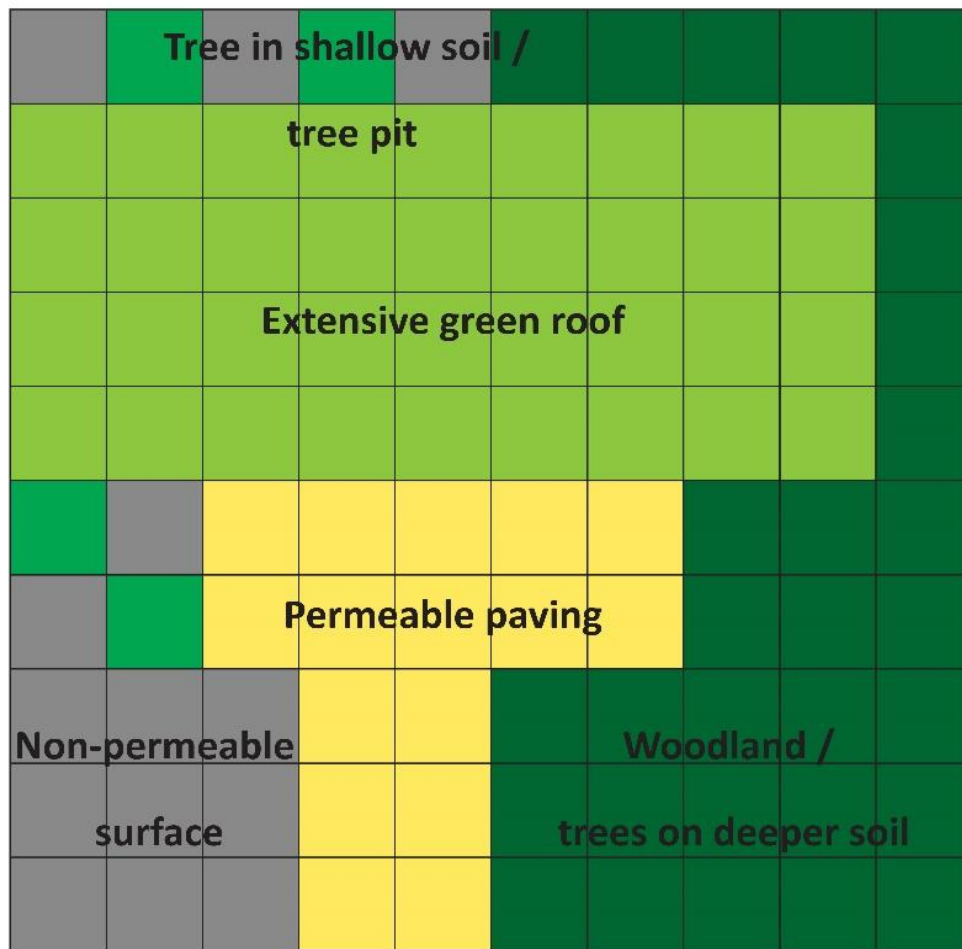 Tree in shallow soil /
tree pit
Extensive green roof
Permeable paving
Non-permeable
surface
Woodland /
trees on deeper soil